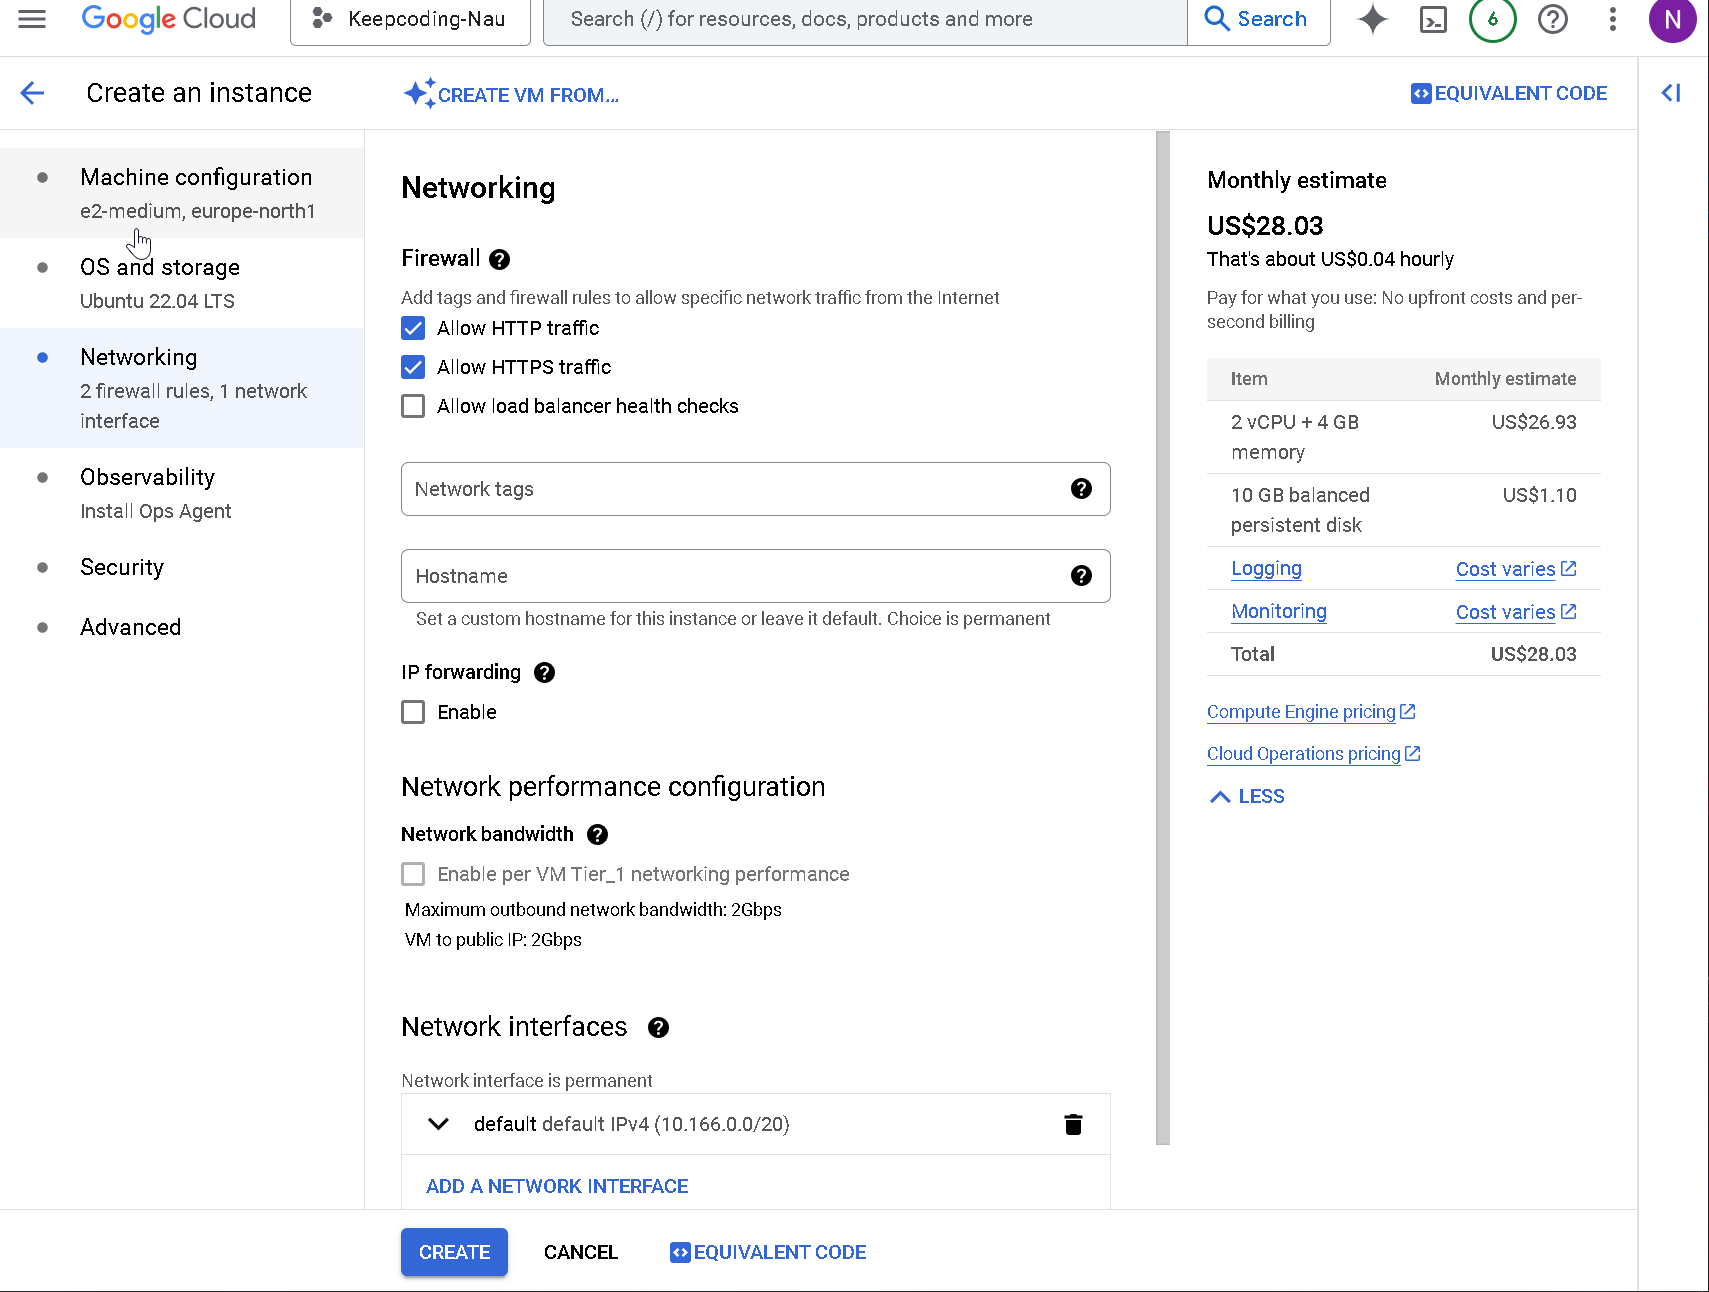 Google Cloud
Keepcoding-Nau
Search (/) for resources, docs, products and more
Search
6
N
Create an instance
CREATE VM FROM...
EQUIVALENT CODE
Machine configuration
e2-medium, europe-north1
OS and storage
Ubuntu 22.04 LTS
Networking
2 firewall rules, 1 network
interface
Observability
Install Ops Agent
Security
Advanced
Networking
Firewall
Add tags and firewall rules to allow specific network traffic from the Internet
Allow HTTP traffic
Allow HTTPS traffic
Allow load balancer health checks
Network tags
Hostname
Set a custom hostname for this instance or leave it default. Choice is permanent
IP forwarding
Enable
Network performance configuration
Network bandwidth
Enable per VM Tier_1 networking performance
Maximum outbound network bandwidth: 2Gbps
VM to public IP: 2Gbps
Network interfaces
Network interface is permanent
default default IPv4 (10.166.0.0/20)
ADD A NETWORK INTERFACE
CREATE
CANCEL
EQUIVALENT CODE
Monthly estimate
US$28.03
That's about US$0.04 hourly
Pay for what you use: No upfront costs and per-
second billing
Item Monthly estimate
2 vCPU + 4 GB US$26.93
memory
10 GB balanced US$1.10
persistent disk
Logging Cost varies
Monitoring Cost varies
Total US$28.03
Compute Engine pricing
Cloud Operations pricing
LESS